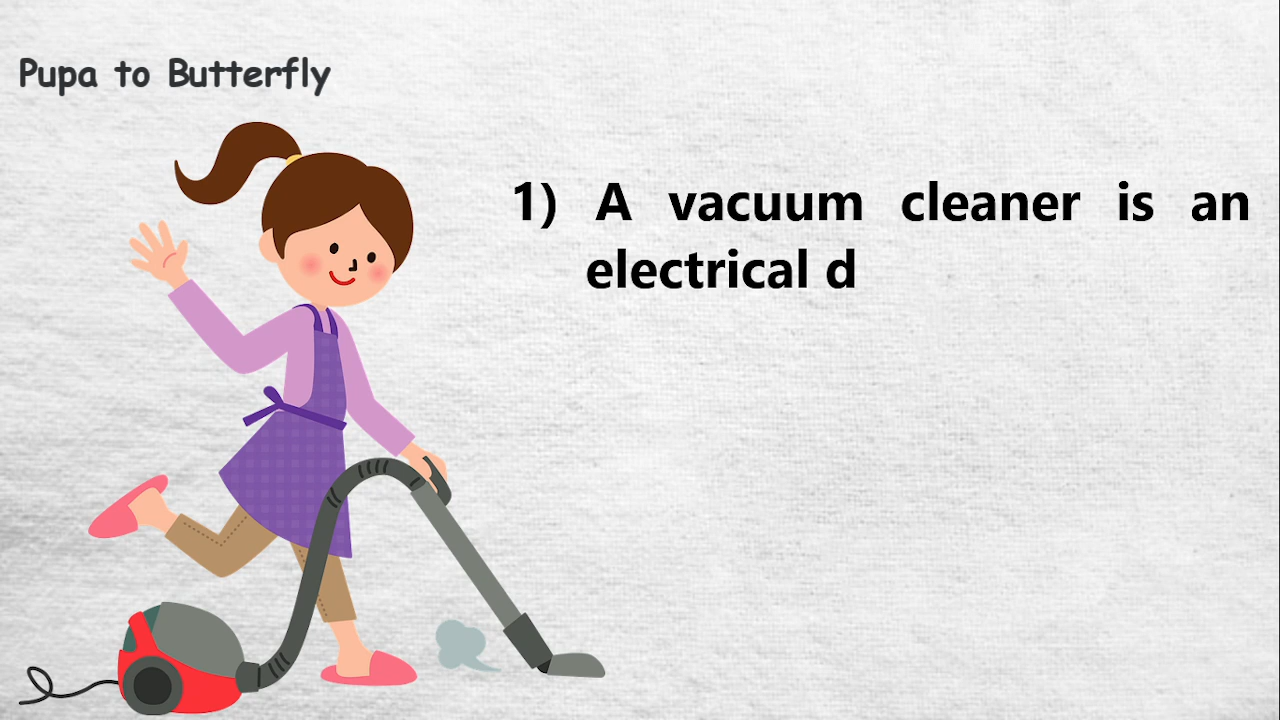 Pupa to Butterfly
1) A vacuum cleaner is an
electrical d